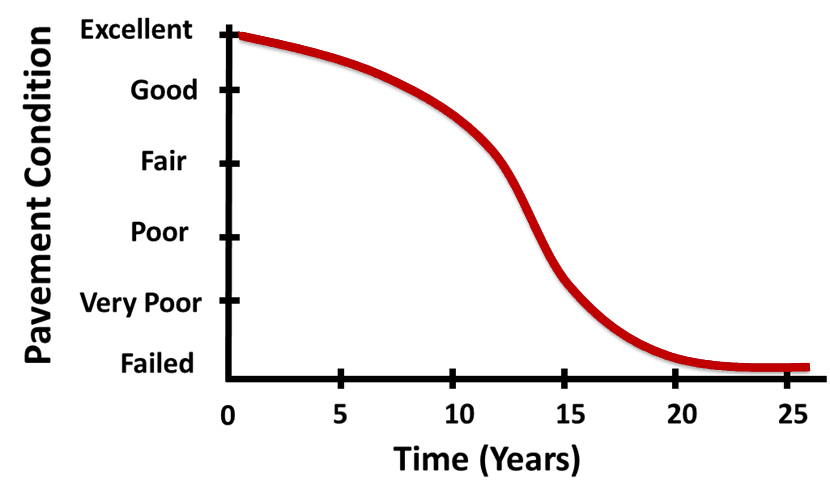 Pavement Condition
Excellent
Good
Fair
Poor
Very Poor
Failed
0 5 10 15 20 25
Time (Years)